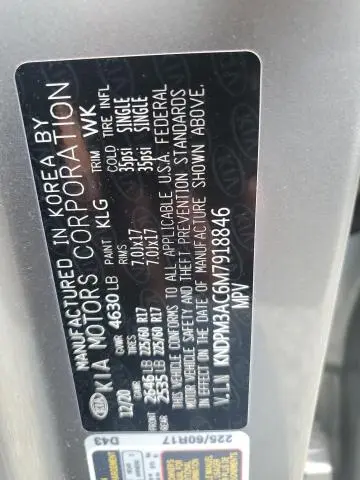 MANUFACTURED IN KOREA BY
KIA MOTORS CORPORATION
12/20 GVWR 4630 LB PAINT KLG TRIM WK
GAWR TIRES RIMS COLD TIRE INFL
FRONT 2646 LB 225/60 R17 7.0Jx17 35psi SINGLE
REAR 2535 LB 225/60 R17 7.0Jx17 35psi SINGLE
THIS VEHICLE CONFORMS TO ALL APPLICABLE U.S.A. FEDERAL
MOTOR VEHICLE SAFETY AND THEFT PREVENTION STANDARDS
IN EFFECT ON THE DATE OF MANUFACTURE SHOWN ABOVE.
V.I.N KNDPM3AC6M7918846
MPV
D43
225/60R17